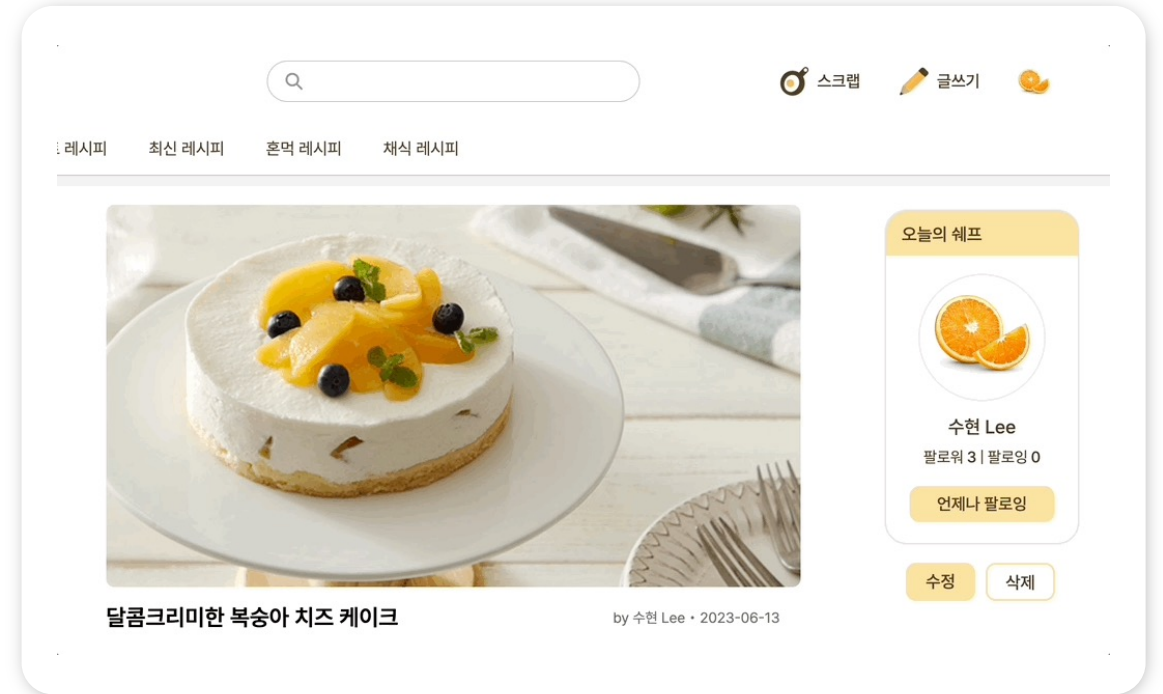 스크랩
글쓰기
레시피
최신 레시피
혼먹 레시피
채식 레시피
오늘의 쉐프
수현 Lee
팔로워 3 | 팔로잉 0
언제나 팔로잉
수정
삭제
달콤크리미한 복숭아 치즈 케이크
by 수현 Lee • 2023-06-13